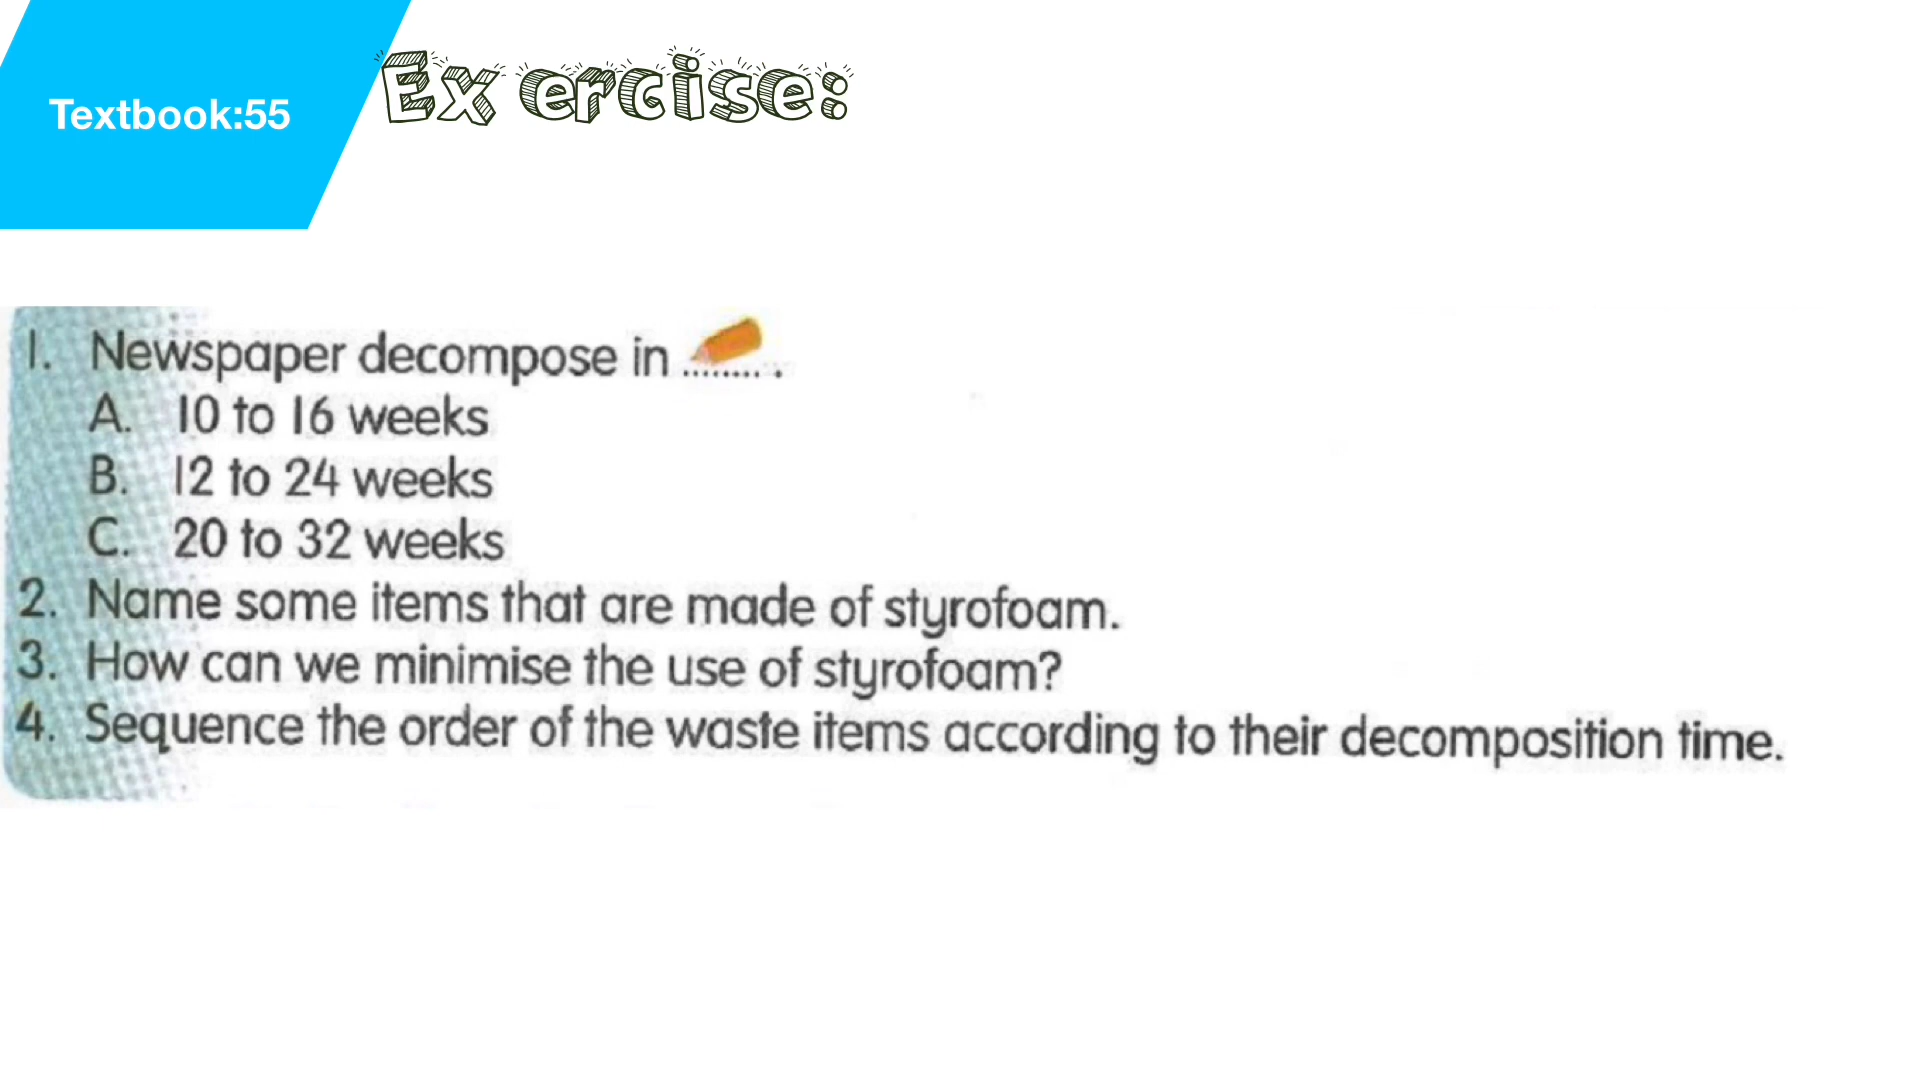 Textbook:55
Ex ercise:
1. Newspaper decompose in ......... .
A. 10 to 16 weeks
B. 12 to 24 weeks
C. 20 to 32 weeks
2. Name some items that are made of styrofoam.
3. How can we minimise the use of styrofoam?
4. Sequence the order of the waste items according to their decomposition time.